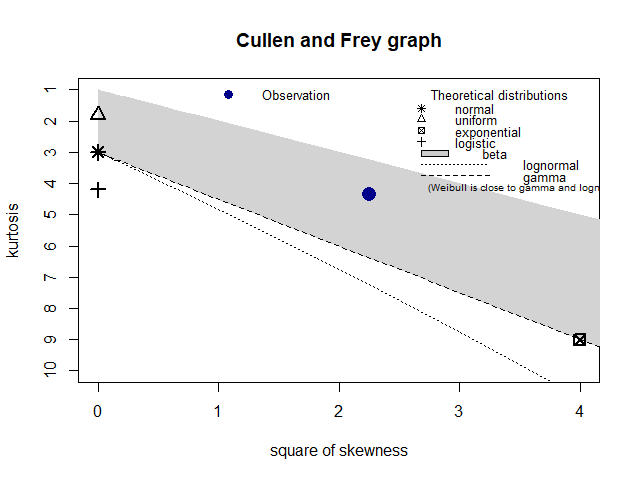 Cullen and Frey graph
Observation
Theoretical distributions
normal
uniform
exponential
logistic
beta
lognormal
gamma
(Weibull is close to gamma and logn
kurtosis
1
2
3
4
5
6
7
8
9
10
0
1
2
3
4
square of skewness